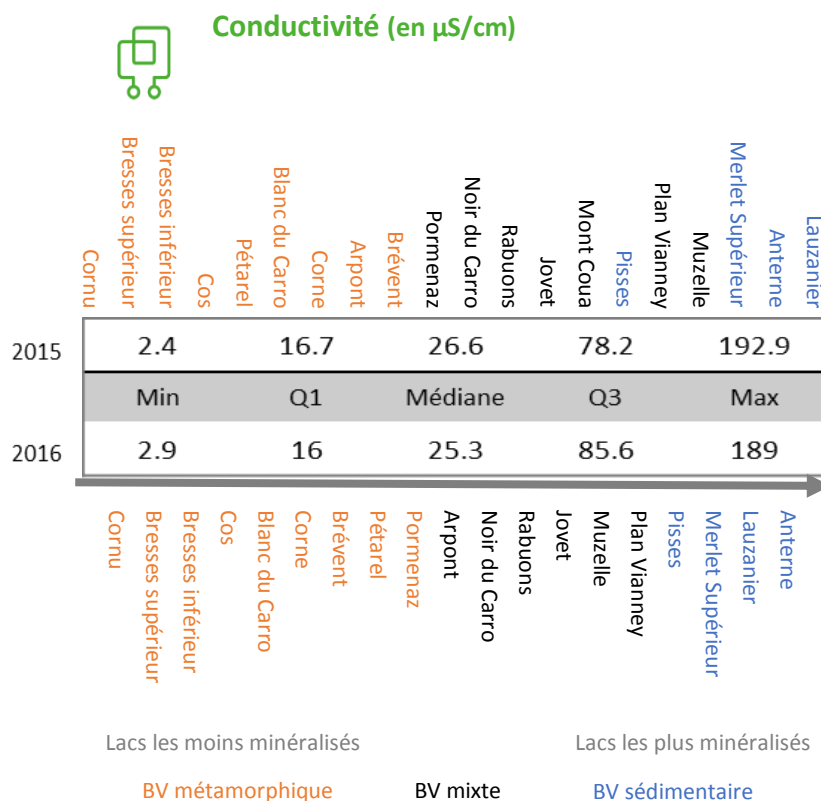 Conductivité (en µS/cm)
Cornu
Bresses supérieur
Bresses inférieur
Cos
Pétarel
Blanc du Carro
Corne
Arpont
Brévent
Pormenaz
Noir du Carro
Rabuons
Jovet
Mont Coua
Pisses
Plan Vianney
Muzelle
Merlet Supérieur
Anterne
Lauzanier
2015 2.4 16.7 26.6 78.2 192.9
Min Q1 Médiane Q3 Max
2016 2.9 16 25.3 85.6 189
Cornu
Bresses supérieur
Bresses inférieur
Cos
Blanc du Carro
Corne
Brévent
Pétarel
Pormenaz
Arpont
Noir du Carro
Rabuons
Jovet
Muzelle
Plan Vianney
Pisses
Merlet Supérieur
Lauzanier
Anterne
Lacs les moins minéralisés Lacs les plus minéralisés
BV métamorphique BV mixte BV sédimentaire